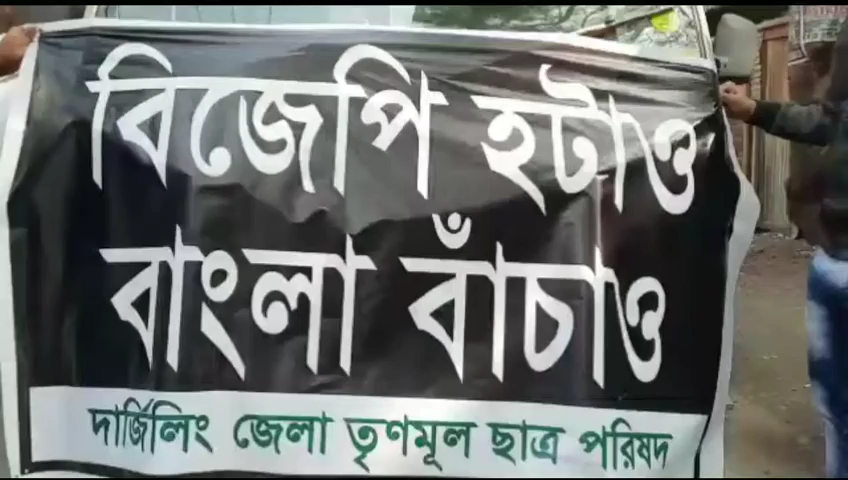 বিজেপি হটাও
বাংলা বাঁচাও
দার্জিলিং জেলা তৃণমূল ছাত্র পরিষদ